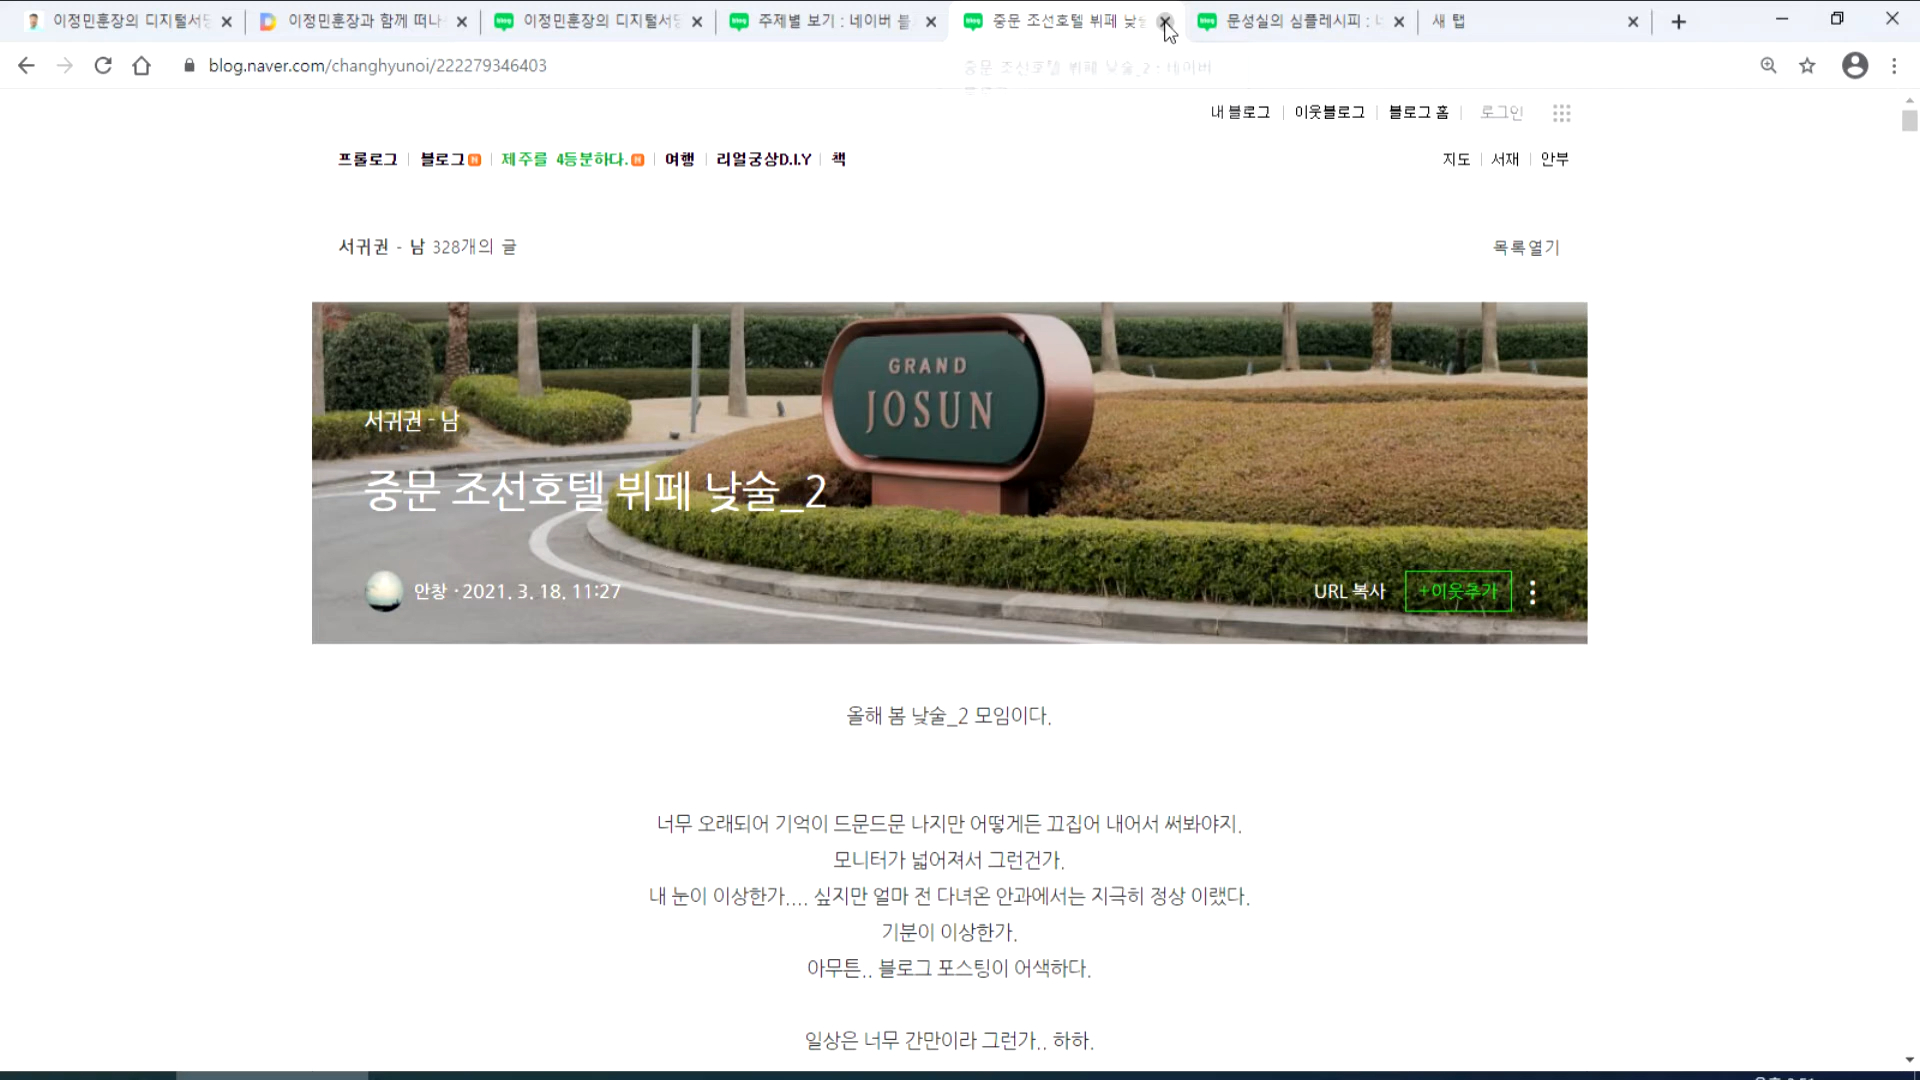 이정민훈장의 디지털서당
이정민훈장과 함께 떠나
이정민훈장의 디지털서당
주제별 보기 : 네이버 블
중문 조선호텔 뷔페 낮술
문성실의 심플레시피 : 네
새 탭
blog.naver.com/changhyunoi/222279346403
중문 조선호텔 뷔페 낮술_2 : 네이버
내 블로그 이웃블로그 블로그 홈 로그인
프롤로그 블로그 N 제주를 4등분하다. N 여행 리얼궁상D.I.Y 책
지도 서재 안부
서귀권 - 남 328개의 글
목록열기
GRAND
JOSUN
서귀권 - 남
중문 조선호텔 뷔페 낮술_2
안창 · 2021. 3. 18. 11:27
URL 복사 +이웃추가
올해 봄 낮술_2 모임이다.
너무 오래되어 기억이 드문드문 나지만 어떻게든 끄집어 내어서 써봐야지.
모니터가 넓어져서 그런건가.
내 눈이 이상한가.... 싶지만 얼마 전 다녀온 안과에서는 지극히 정상 이랬다.
기분이 이상한가.
아무튼.. 블로그 포스팅이 어색하다.
일상은 너무 간만이라 그런가.. 하하.